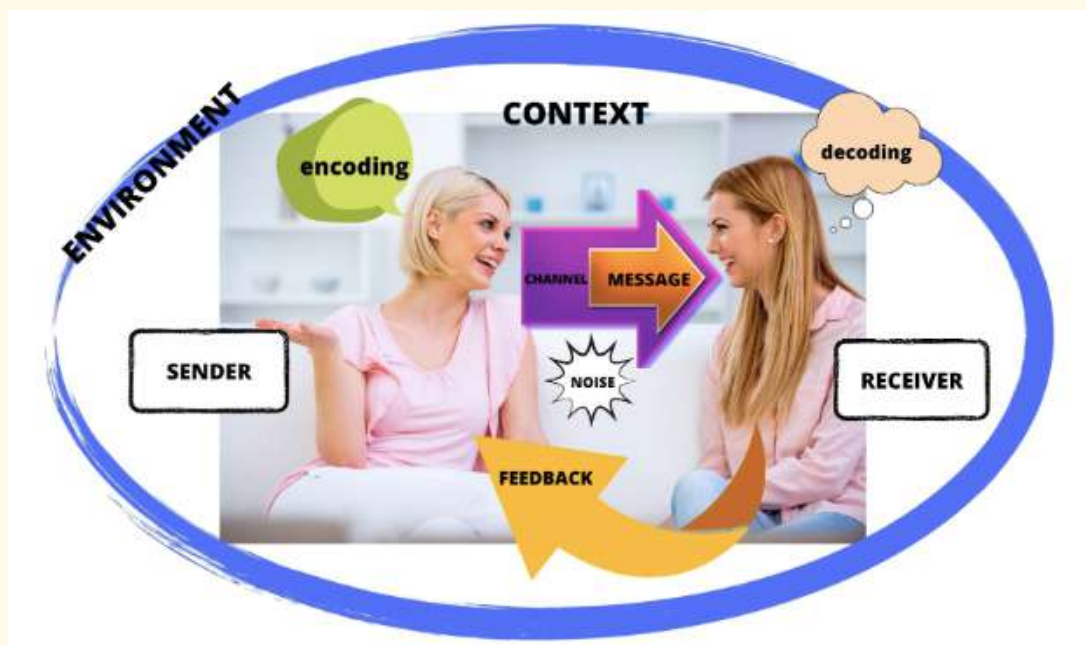 CONTEXT
ENVIRONMENT
encoding
decoding
CHANNEL
MESSAGE
SENDER
NOISE
RECEIVER
FEEDBACK